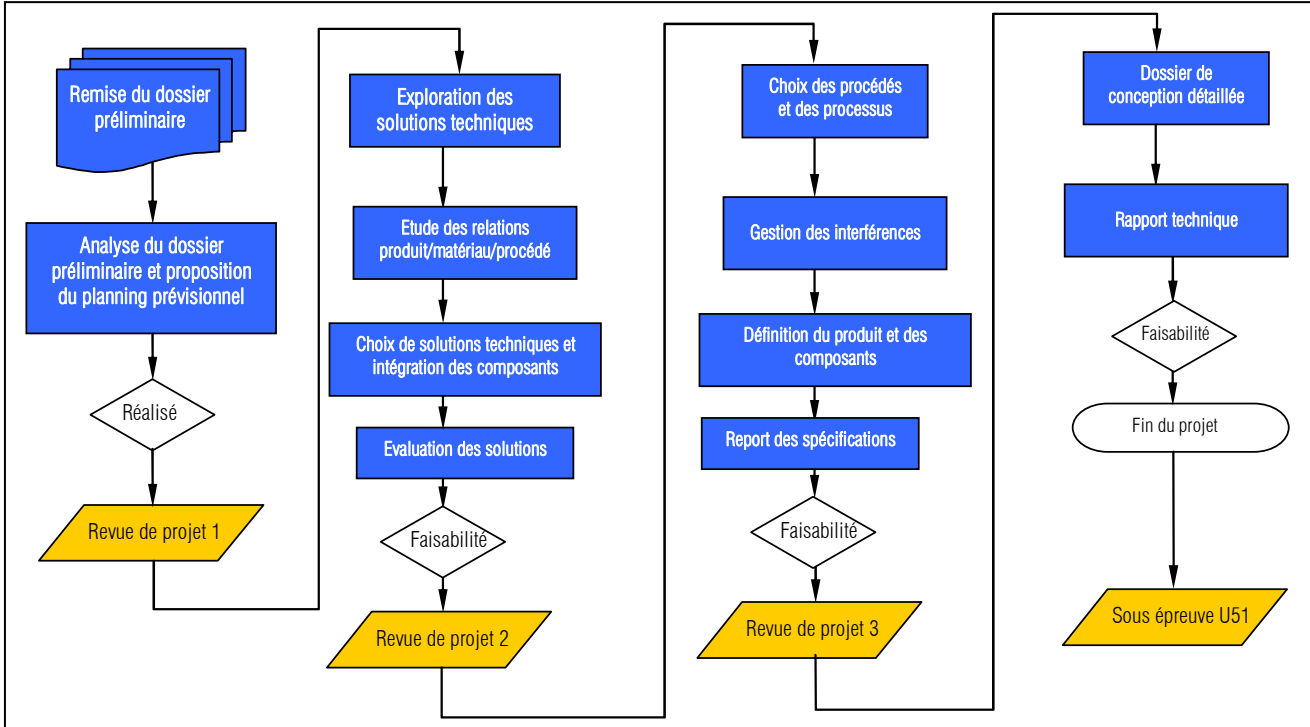 Remise du dossier
préliminaire
Analyse du dossier
préliminaire et proposition
du planning prévisionnel
Réalisé
Revue de projet 1
Exploration des
solutions techniques
Etude des relations
produit/matériau/procédé
Choix de solutions techniques et
intégration des composants
Evaluation des solutions
Faisabilité
Revue de projet 2
Choix des procédés
et des processus
Gestion des interférences
Définition du produit et des
composants
Report des spécifications
Faisabilité
Revue de projet 3
Dossier de
conception détaillée
Rapport technique
Faisabilité
Fin du projet
Sous épreuve U51